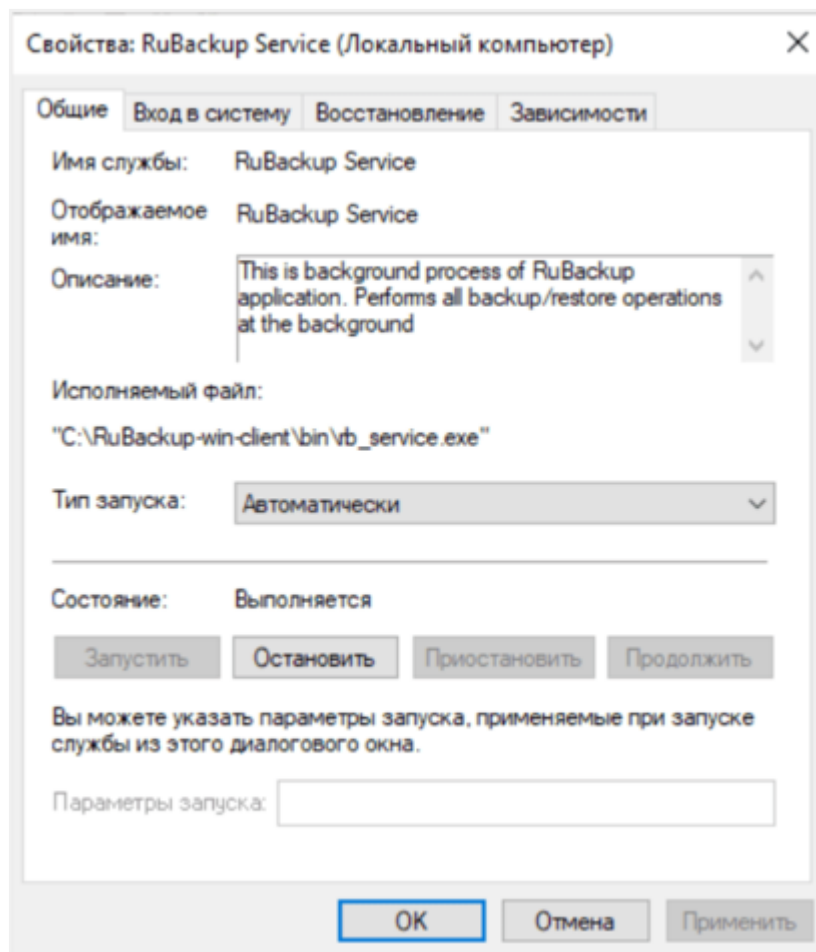 Свойства: RuBackup Service (Локальный компьютер)
Общие Вход в систему Восстановление Зависимости
Имя службы: RuBackup Service
Отображаемое имя: RuBackup Service
Описание: This is background process of RuBackup
application. Performs all backup/restore operations
at the background
Исполняемый файл:
"C:\RuBackup-win-client\bin\rb_service.exe"
Тип запуска: Автоматически
Состояние: Выполняется
Запустить Остановить Приостановить Продолжить
Вы можете указать параметры запуска, применяемые при запуске
службы из этого диалогового окна.
Параметры запуска:
OK Отмена Применить